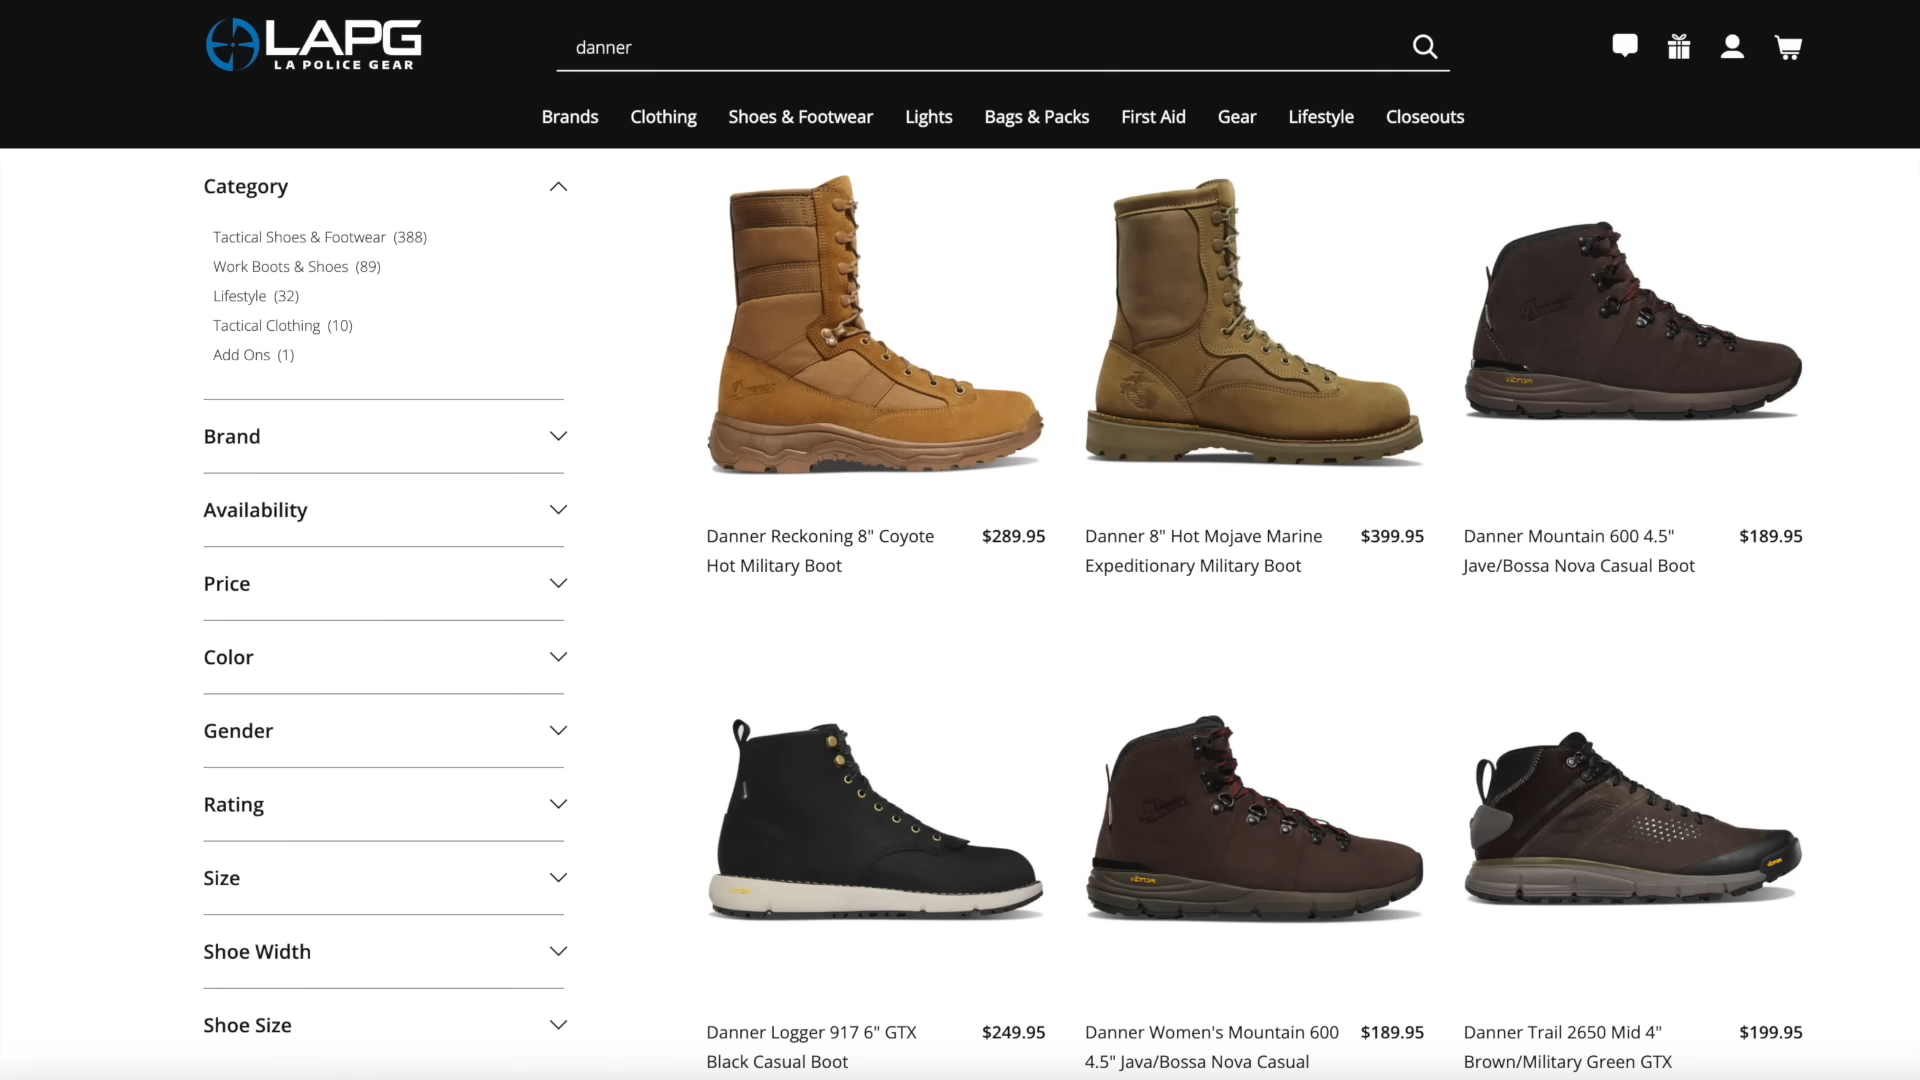 LAPG
LA POLICE GEAR
danner
Brands Clothing Shoes & Footwear Lights Bags & Packs First Aid Gear Lifestyle Closeouts
Category
Tactical Shoes & Footwear (388)
Work Boots & Shoes (89)
Lifestyle (32)
Tactical Clothing (10)
Add Ons (1)
Brand
Availability
Price
Color
Gender
Rating
Size
Shoe Width
Shoe Size
Danner
vibram
Danner Reckoning 8" Coyote $289.95
Hot Military Boot
Danner 8" Hot Mojave Marine $399.95
Expeditionary Military Boot
Danner Mountain 600 4.5" $189.95
Jave/Bossa Nova Casual Boot
vibram
vibram
Danner Logger 917 6" GTX $249.95
Black Casual Boot
Danner Women's Mountain 600 $189.95
4.5" Java/Bossa Nova Casual
Danner Trail 2650 Mid 4" $199.95
Brown/Military Green GTX